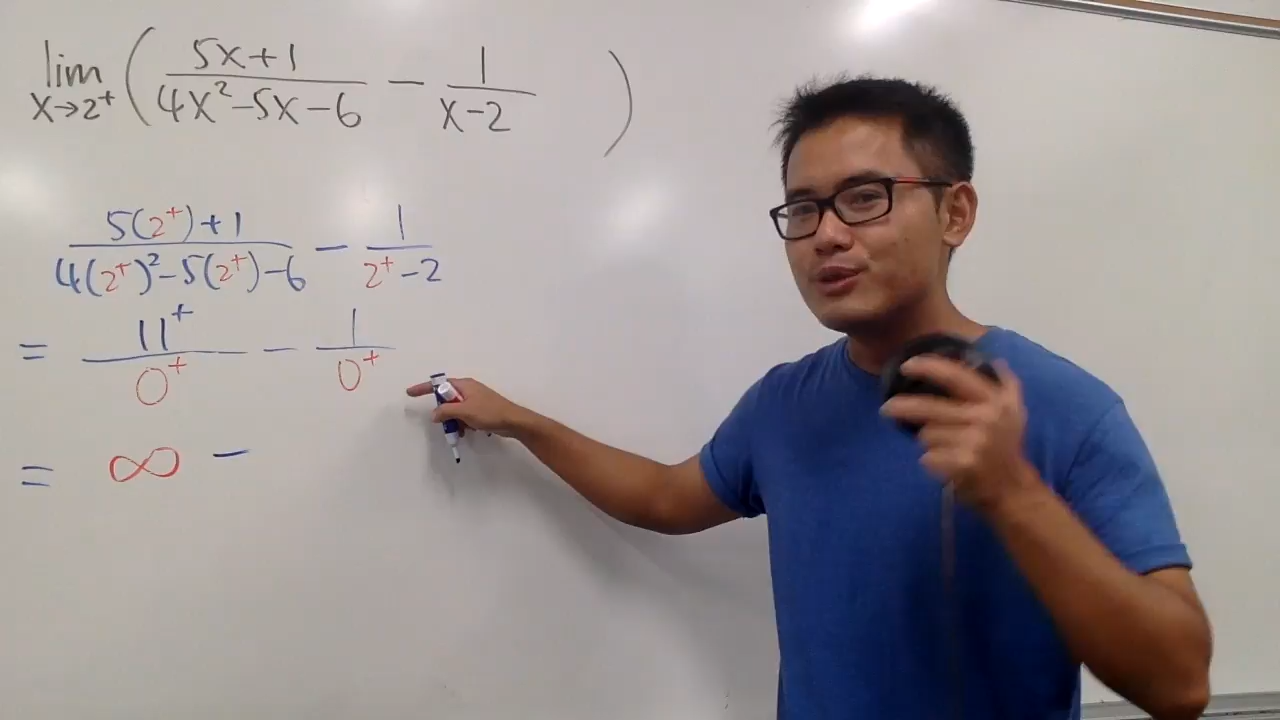 lim x→2⁺ ( (5x+1)/(4x²-5x-6) - 1/(x-2) )
(5(2⁺)+1)/(4(2⁺)²-5(2⁺)-6) - 1/(2⁺-2)
= 11⁺/0⁺ - 1/0⁺
= ∞ -